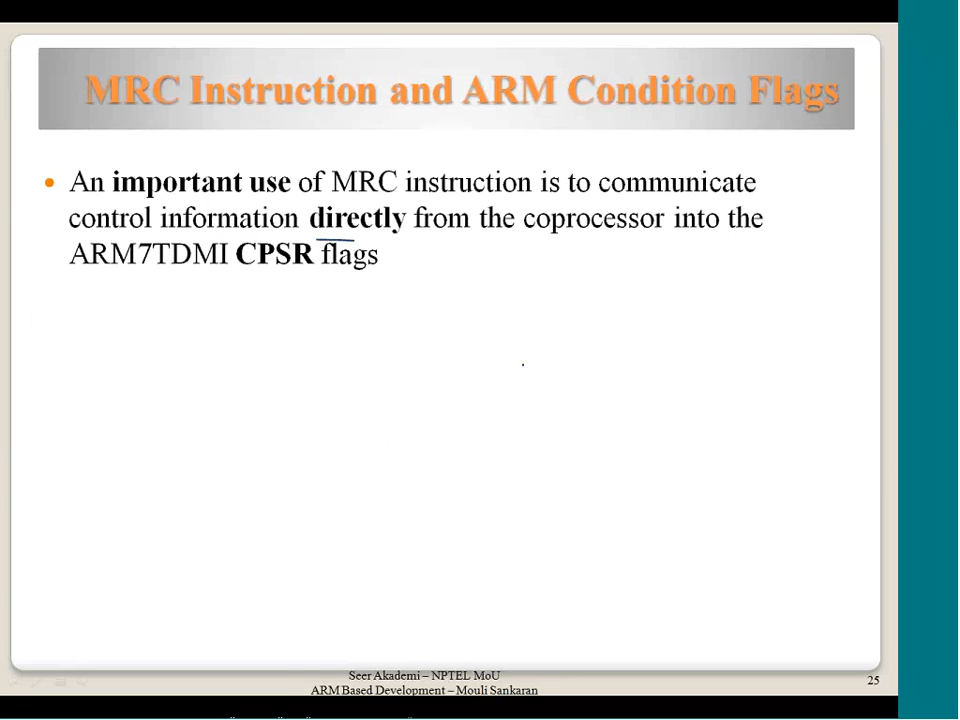 MRC Instruction and ARM Condition Flags
An important use of MRC instruction is to communicate
control information directly from the coprocessor into the
ARM7TDMI CPSR flags
Seer Akademi – NPTEL MoU
ARM Based Development – Mouli Sankaran
25